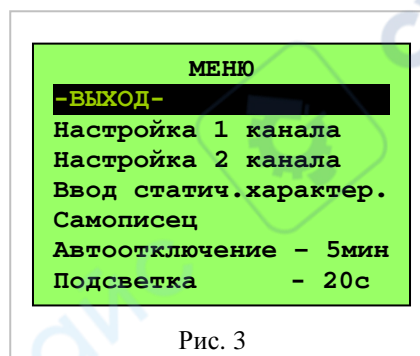 МЕНЮ
-ВЫХОД-
Настройка 1 канала
Настройка 2 канала
Ввод статич.характер.
Самописец
Автоотключение – 5мин
Подсветка – 20с
Рис. 3